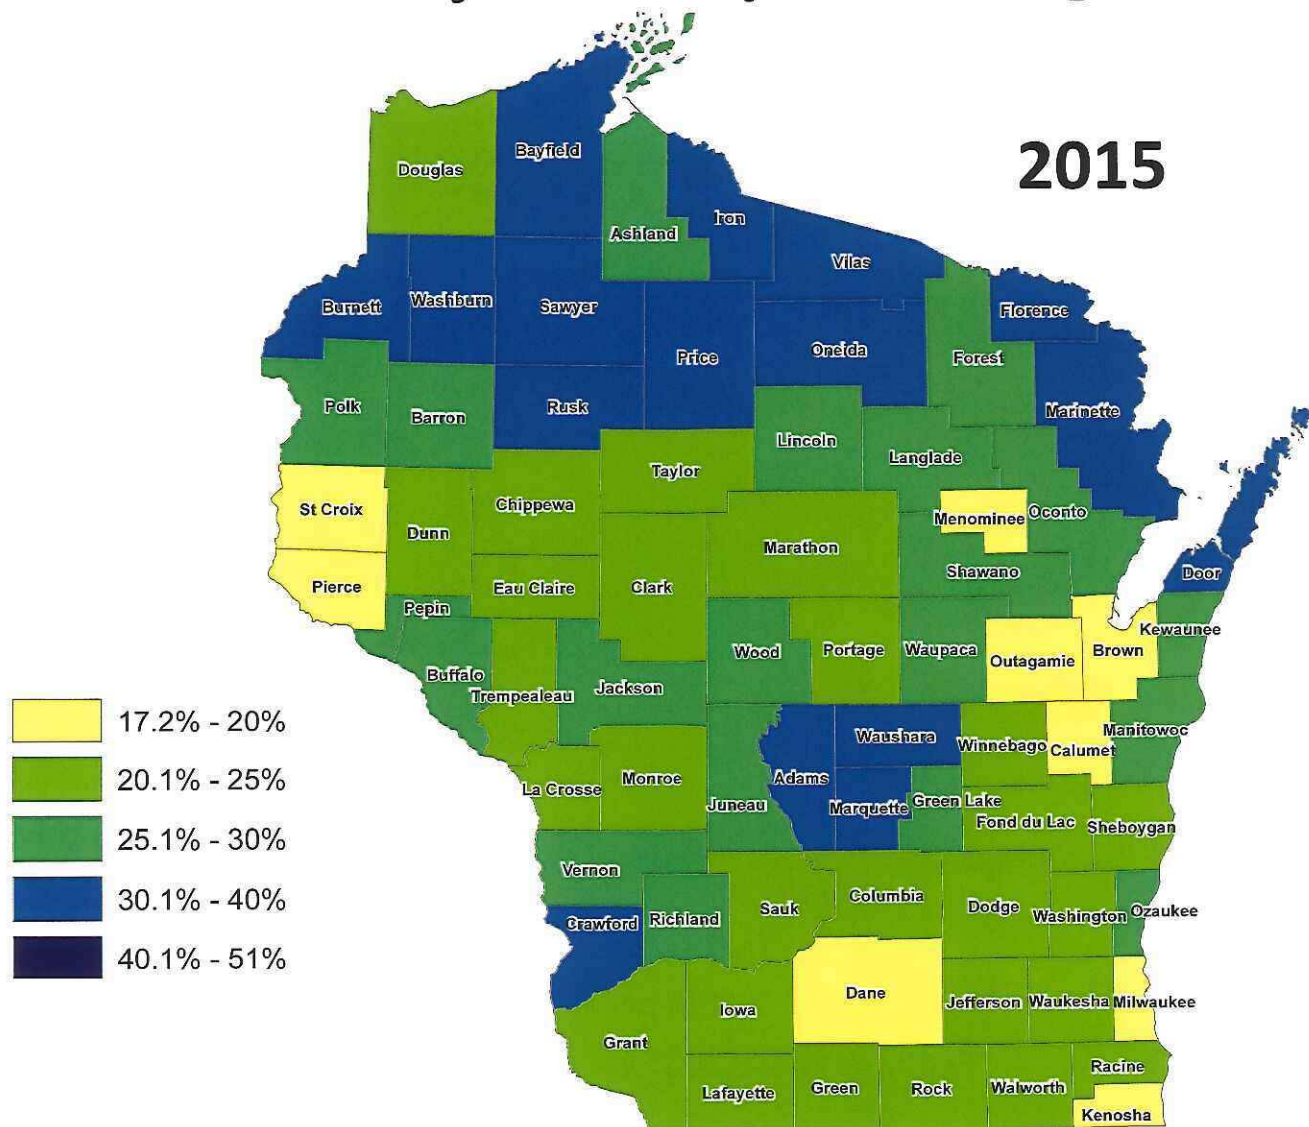 2015
Douglas
Bayfield
Ashland
Iron
Vilas
Burnett
Washburn
Sawyer
Price
Oneida
Florence
Forest
Marinette
Polk
Barron
Rusk
Lincoln
Langlade
Taylor
St Croix
Dunn
Chippewa
Menominee
Oconto
Marathon
Pierce
Eau Claire
Clark
Shawano
Door
Pepin
Wood
Portage
Waupaca
Outagamie
Brown
Kewaunee
Buffalo
Trempealeau
Jackson
17.2% - 20%
20.1% - 25%
25.1% - 30%
30.1% - 40%
40.1% - 51%
Waushara
Winnebago
Calumet
Manitowoc
La Crosse
Monroe
Juneau
Adams
Marquette
Green Lake
Fond du Lac
Sheboygan
Vernon
Crawford
Richland
Sauk
Columbia
Dodge
Washington
Ozaukee
Dane
Iowa
Jefferson
Waukesha
Milwaukee
Grant
Lafayette
Green
Rock
Walworth
Racine
Kenosha